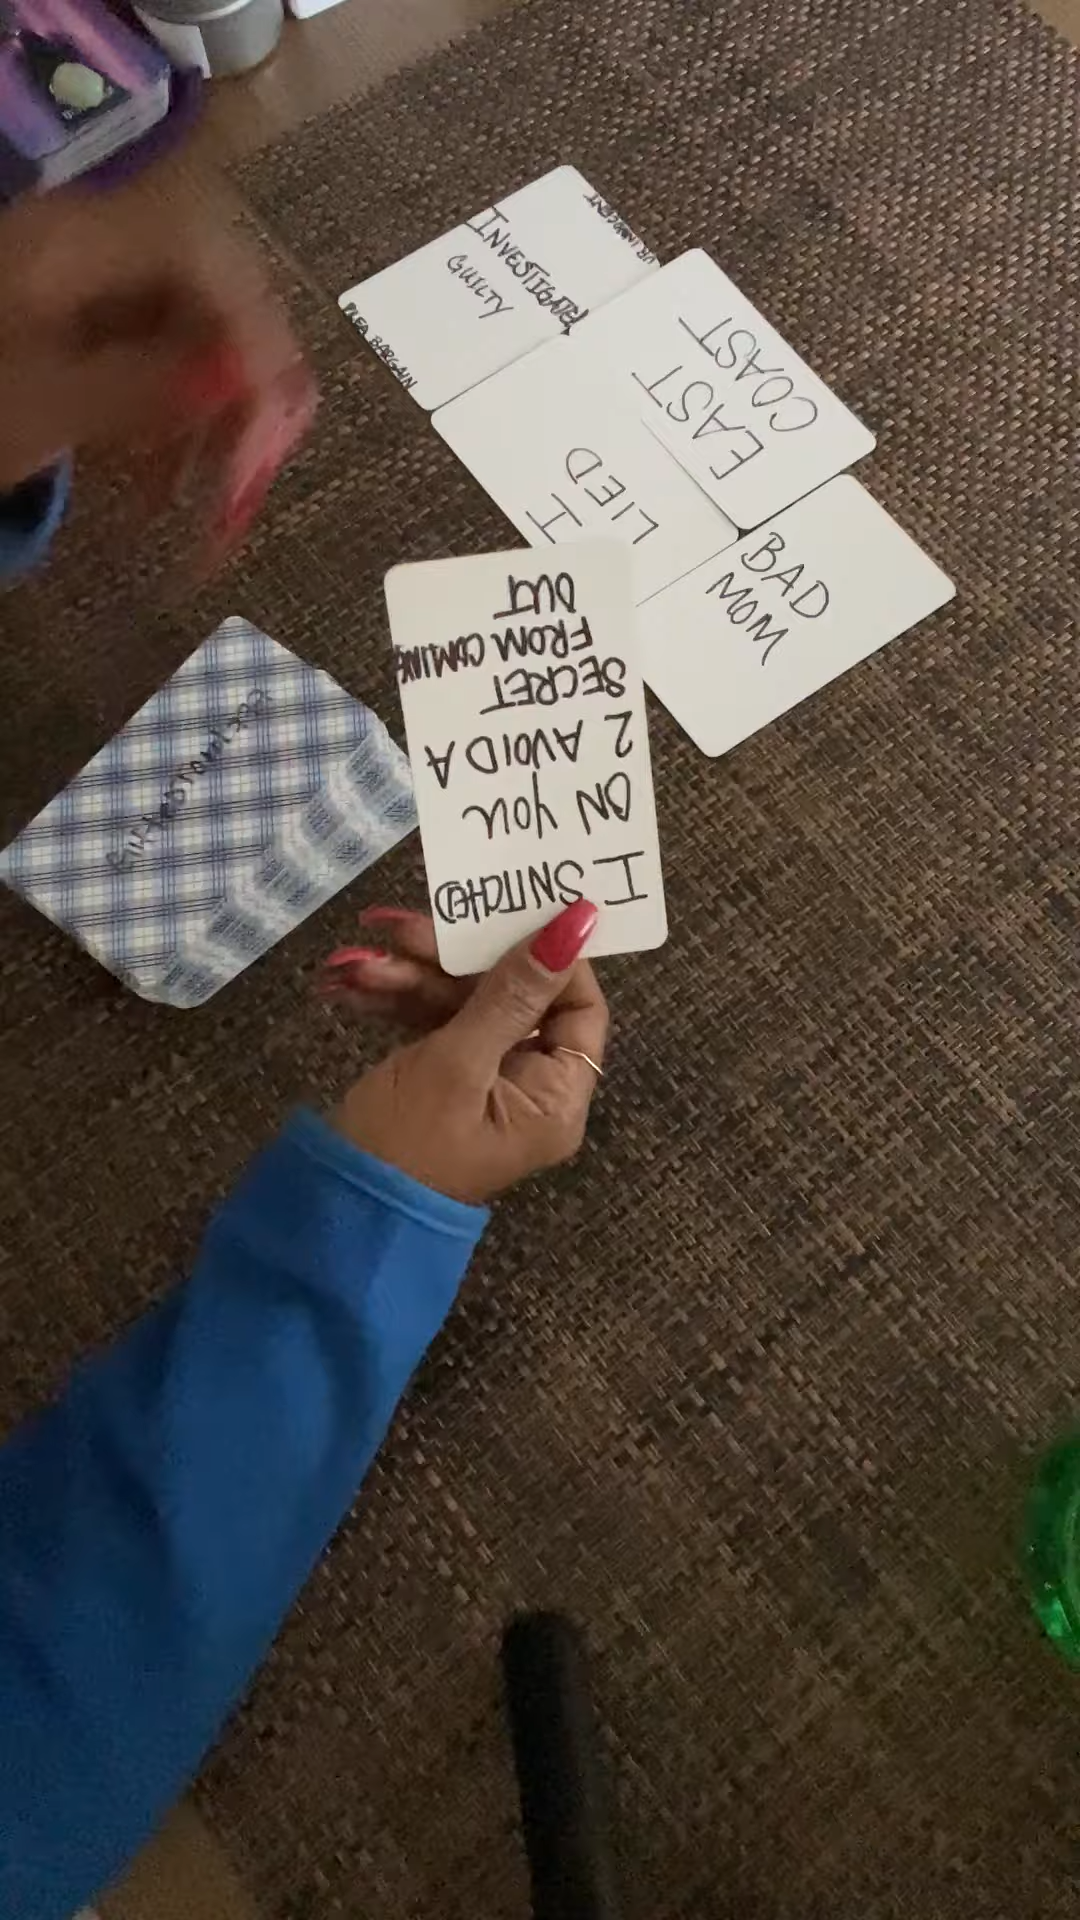 INVESTIGATED
GUILTY
PLEA BARGAIN
EAST
COAST
I
LIED
BAD
MOM
I SNITCHED
ON YOU
2 AVOID A
SECRET
FROM COMING
OUT